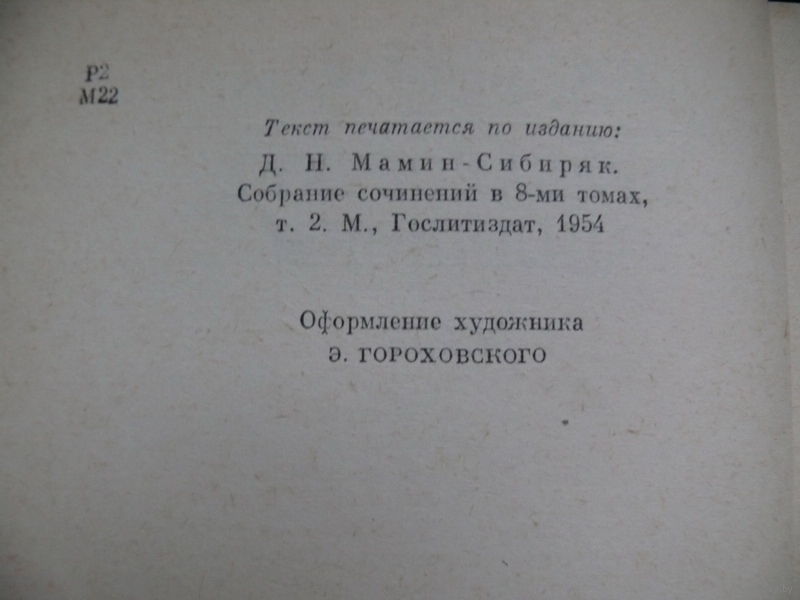 Р2
М22
Текст печатается по изданию:
Д. Н. Мамин-Сибиряк.
Собрание сочинений в 8-ми томах,
т. 2. М., Гослитиздат, 1954
Оформление художника
Э. ГОРОХОВСКОГО